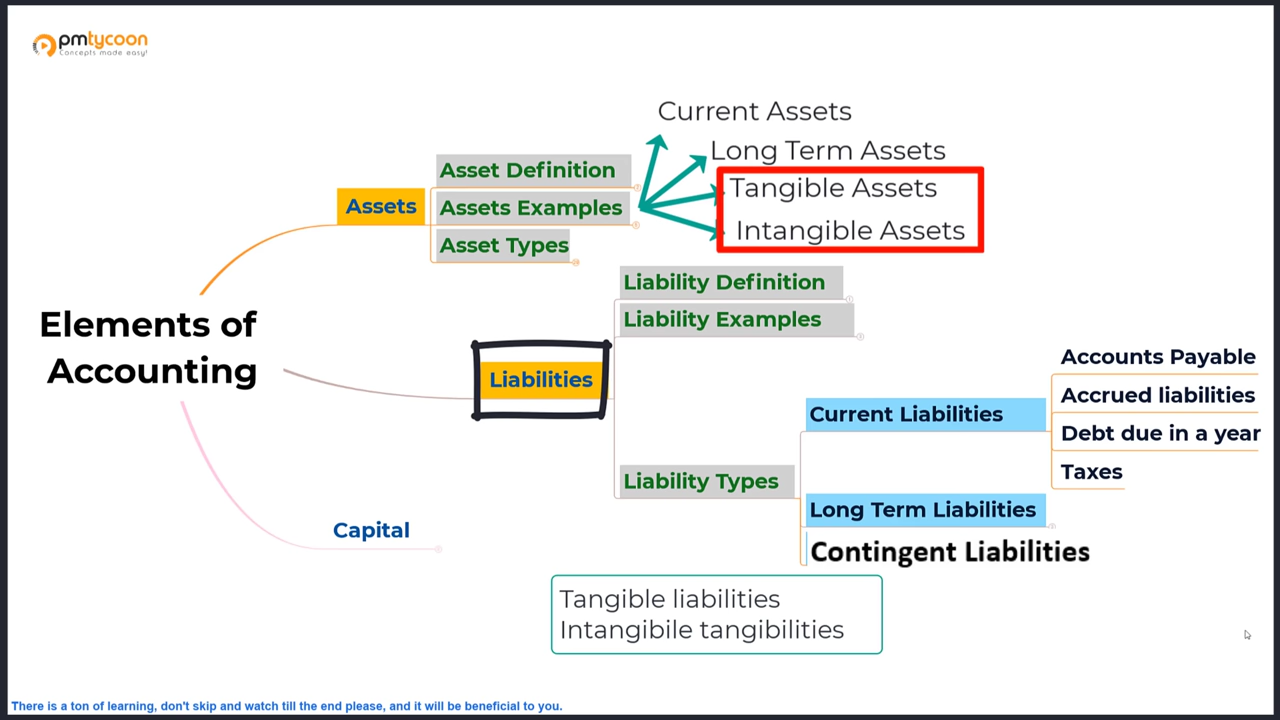 pmtycoon
Concepts made easy!
Current Assets
Long Term Assets
Tangible Assets
Intangible Assets
Asset Definition
Assets
Assets Examples
Asset Types
Liability Definition
Liability Examples
Elements of
Accounting
Liabilities
Accounts Payable
Accrued liabilities
Current Liabilities
Debt due in a year
Taxes
Liability Types
Long Term Liabilities
Contingent Liabilities
Capital
Tangible liabilities
Intangibile tangibilities
There is a ton of learning, don't skip and watch till the end please, and it will be beneficial to you.